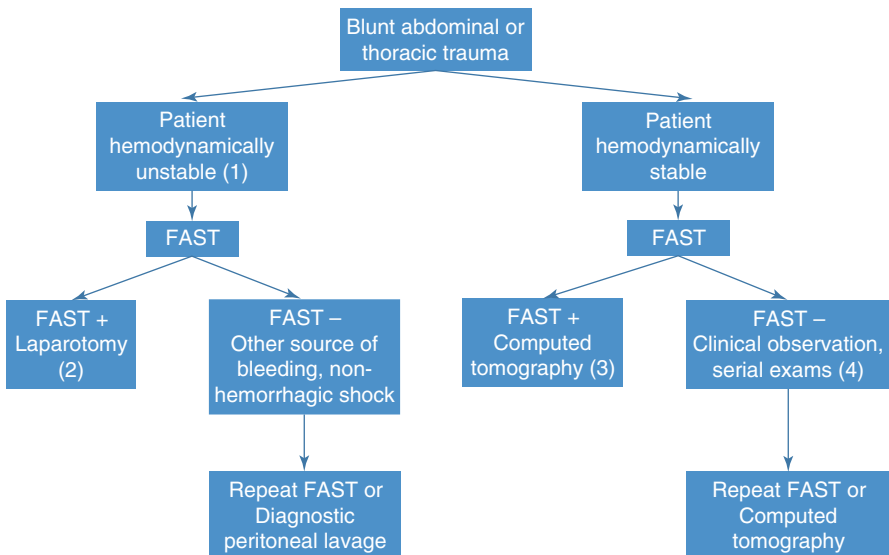 Blunt abdominal or
thoracic trauma
Patient
hemodynamically
unstable (1)
Patient
hemodynamically
stable
FAST
FAST
FAST +
Laparotomy
(2)
FAST –
Other source of
bleeding, non-
hemorrhagic shock
FAST +
Computed
tomography (3)
FAST –
Clinical observation,
serial exams (4)
Repeat FAST or
Diagnostic
peritoneal lavage
Repeat FAST or
Computed
tomography